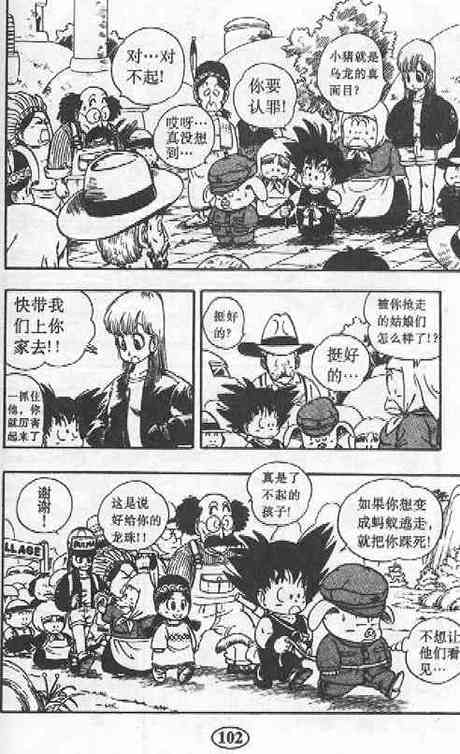 小猪就是
乌龙的真
面目?
你要
认罪!
对…对
不起!
哎呀…
真没想
到…
被你抢走
的姑娘们
怎么样了!?
挺好
的…
挺好
的?
快带我
们上你
家去!!
一抓住
他，你
就厉害
起来了
如果你想变
成蚂蚁逃走，
就把你踩死!
不想让
他们看
见…
真是了
不起的
孩子!
这是说
好给你的
龙珠!!
谢谢!
LLAGE
BULMA
102